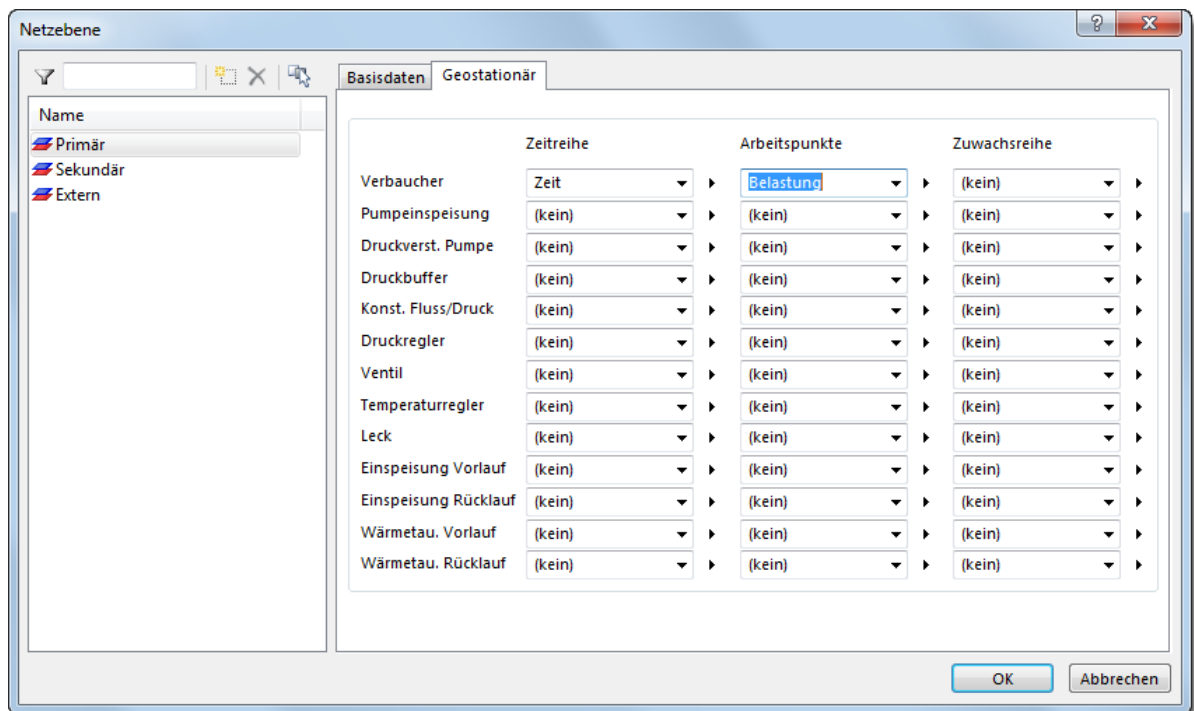 Netzebene
Basisdaten Geostationär
Name
Primär
Sekundär
Extern
Zeitreihe Arbeitspunkte Zuwachsreihe
Verbaucher Zeit Belastung (kein)
Pumpeinspeisung (kein) (kein) (kein)
Druckverst. Pumpe (kein) (kein) (kein)
Druckbuffer (kein) (kein) (kein)
Konst. Fluss/Druck (kein) (kein) (kein)
Druckregler (kein) (kein) (kein)
Ventil (kein) (kein) (kein)
Temperaturregler (kein) (kein) (kein)
Leck (kein) (kein) (kein)
Einspeisung Vorlauf (kein) (kein) (kein)
Einspeisung Rücklauf (kein) (kein) (kein)
Wärmetau. Vorlauf (kein) (kein) (kein)
Wärmetau. Rücklauf (kein) (kein) (kein)
OK Abbrechen